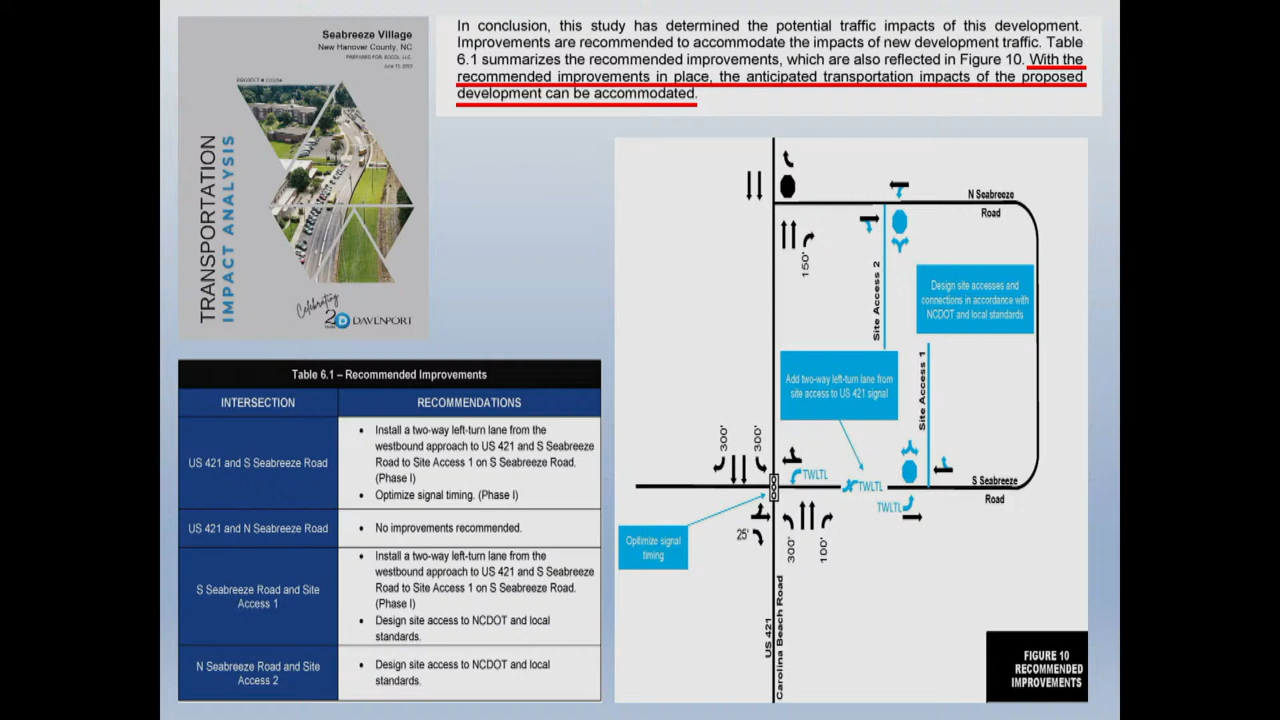 Seabreeze Village
New Hanover County, NC
TRANSPORTATION
IMPACT ANALYSIS
Celebrating
20
DAVENPORT
In conclusion, this study has determined the potential traffic impacts of this development.
Improvements are recommended to accommodate the impacts of new development traffic. Table
6.1 summarizes the recommended improvements, which are also reflected in Figure 10. With the
recommended improvements in place, the anticipated transportation impacts of the proposed
development can be accommodated.
Table 6.1 – Recommended Improvements
INTERSECTION
RECOMMENDATIONS
US 421 and S Seabreeze Road
• Install a two-way left-turn lane from the
westbound approach to US 421 and S Seabreeze
Road to Site Access 1 on S Seabreeze Road.
(Phase I)
• Optimize signal timing. (Phase I)
US 421 and N Seabreeze Road
• No improvements recommended.
S Seabreeze Road and Site
Access 1
• Install a two-way left-turn lane from the
westbound approach to US 421 and S Seabreeze
Road to Site Access 1 on S Seabreeze Road.
(Phase I)
• Design site access to NCDOT and local
standards.
N Seabreeze Road and Site
Access 2
• Design site access to NCDOT and local
standards.
N Seabreeze
Road
150'
Site Access 2
Design site accesses and
connections in accordance with
NCDOT and local standards
Add two-way left-turn lane from
site access to US 421 signal
Site Access 1
300'
300'
TWLTL
TWLTL
TWLTL
S Seabreeze
Road
Opitimize signal
timing
25'
300'
100'
US 421
Carolina Beach Road
FIGURE 10
RECOMMENDED
IMPROVEMENTS